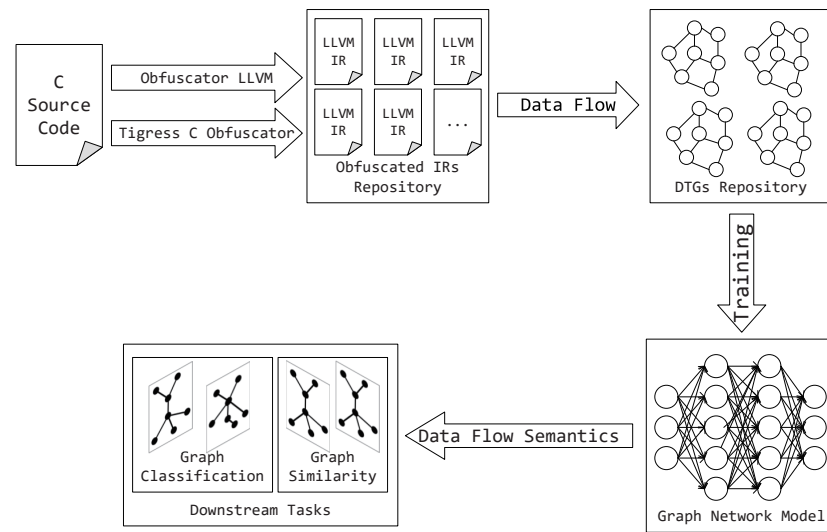 C
Source
Code
Obfuscator LLVM
Tigress C Obfuscator
LLVM
IR
LLVM
IR
LLVM
IR
LLVM
IR
LLVM
IR
...
Obfuscated IRs
Repository
Data Flow
DTGs Repository
Training
Graph Network Model
Data Flow Semantics
Graph
Classification
Graph
Similarity
Downstream Tasks